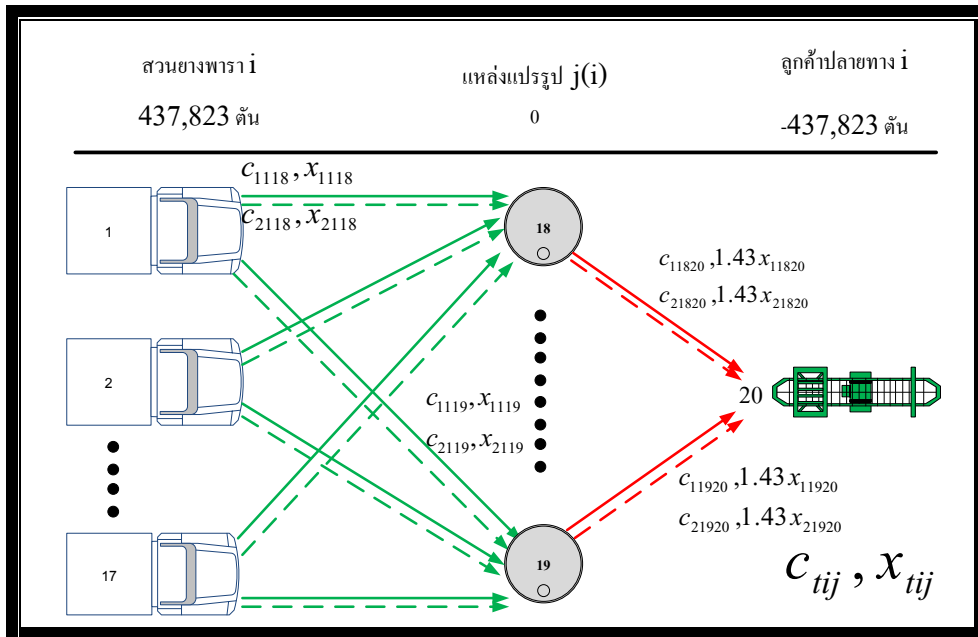 สวนยางพารา i
437,823 ตัน
แหล่งแปรรูป j(i)
0
ลูกค้าปลายทาง i
-437,823 ตัน
c1118, x1118
c2118, x2118
1
2
17
18
19
c1119, x1119
c2119, x2119
c11820, 1.43x11820
c21820, 1.43x21820
20
c11920, 1.43x11920
c21920, 1.43x21920
ctij, xtij